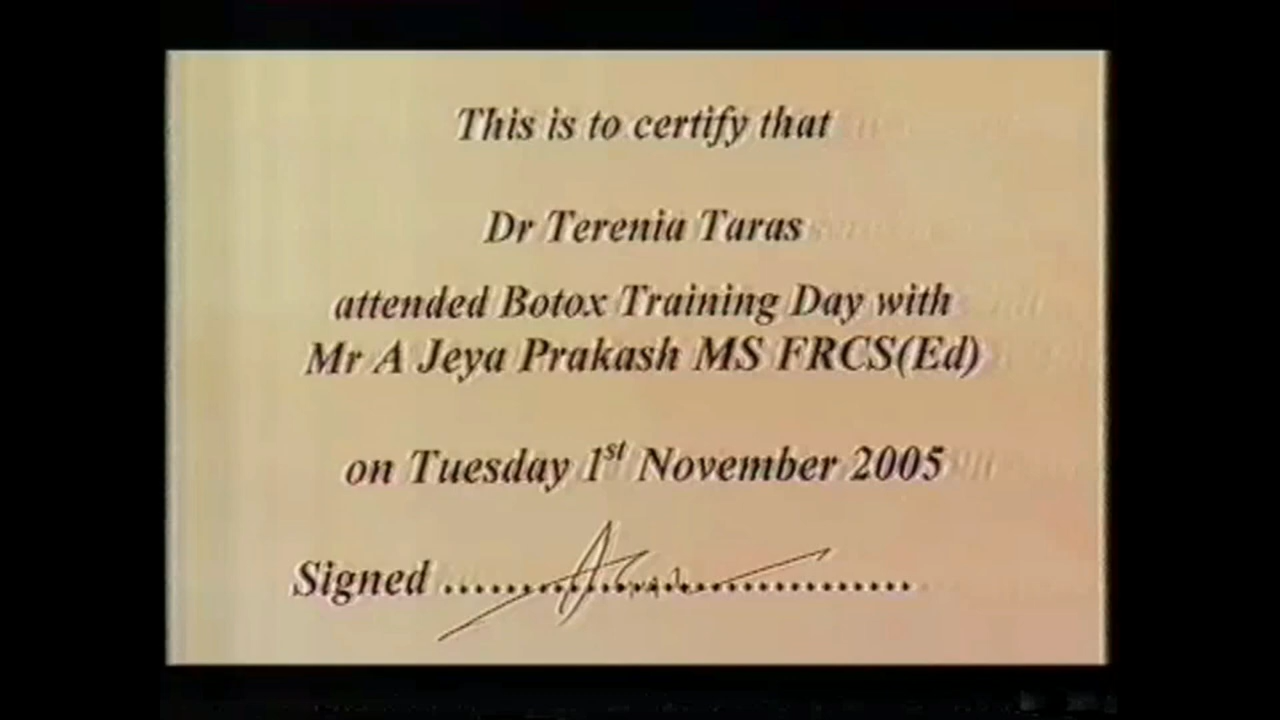 This is to certify that
Dr Terenia Taras
attended Botox Training Day with
Mr A Jeya Prakash MS FRCS(Ed)
on Tuesday 1st November 2005
Signed ........................................